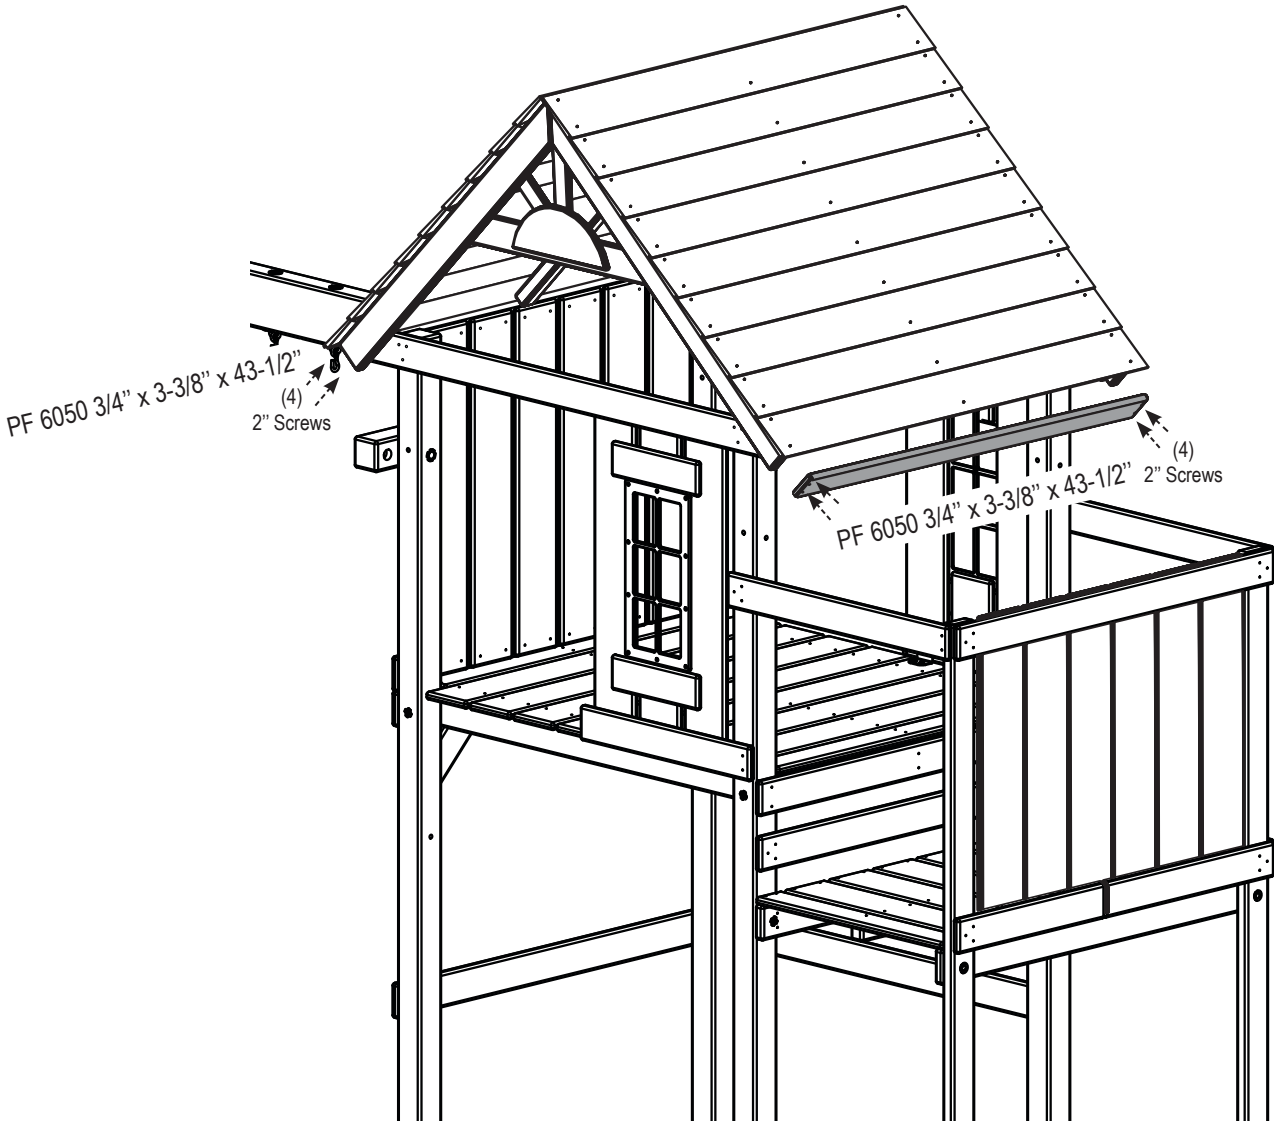 PF 6050 3/4” x 3-3/8” x 43-1/2”
(4)
2” Screws
(4)
2” Screws
PF 6050 3/4” x 3-3/8” x 43-1/2”